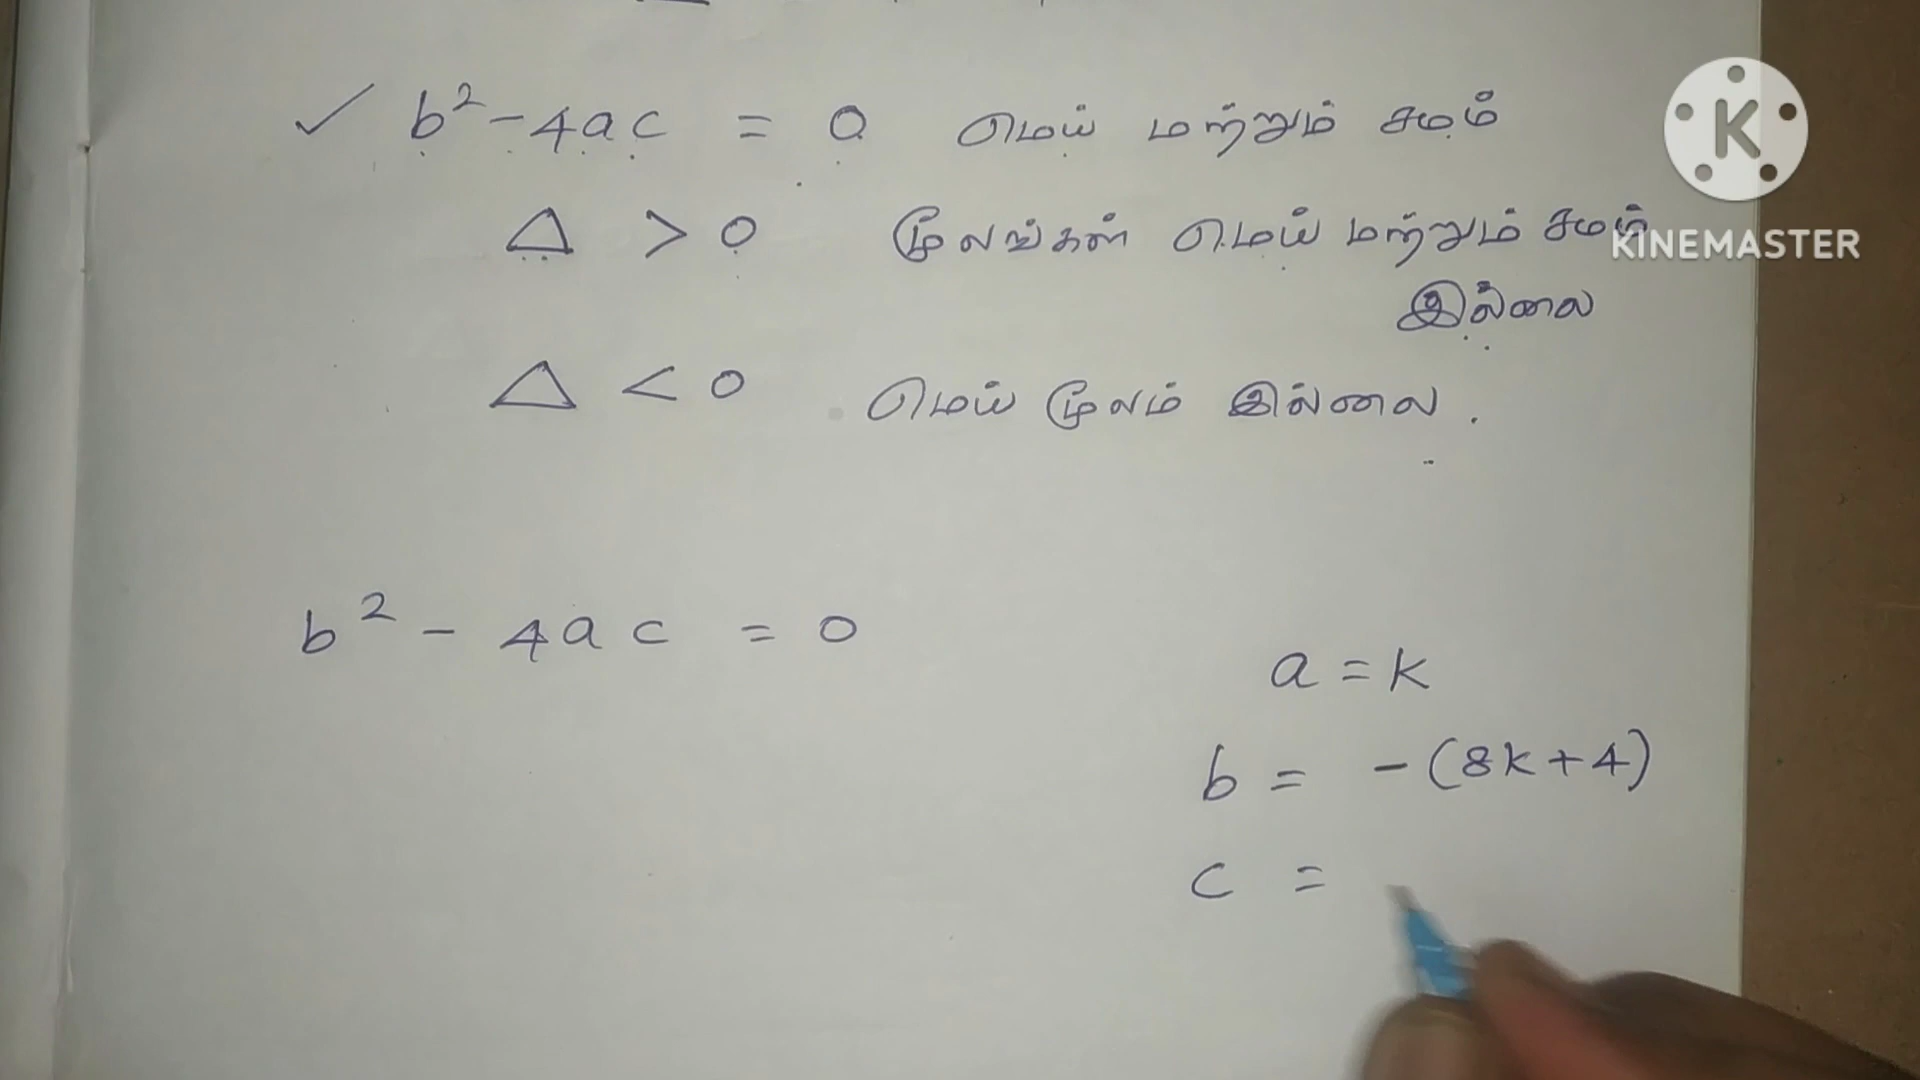 ✓ b² - 4ac = 0 மெய் மற்றும் சமம்
△ > 0 மூலங்கள் மெய் மற்றும் சமம்
இல்லை
△ < 0 மெய் மூலம் இல்லை.
b² - 4ac = 0
a = k
b = -(8k+4)
c =
K
KINEMASTER